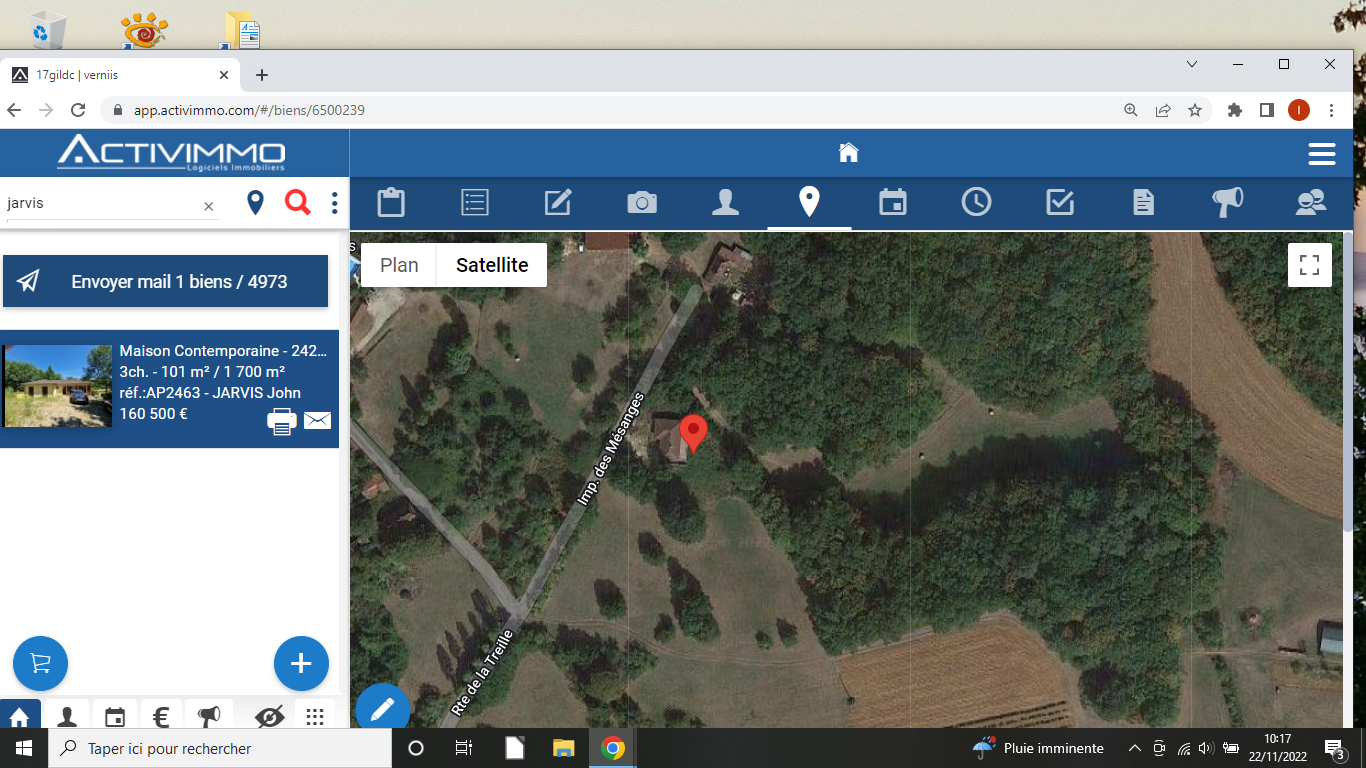 17gildc | verniis
app.activimmo.com/#/biens/6500239
I
ACTIVIMMO
Logiciels Immobiliers
jarvis
Envoyer mail 1 biens / 4973
Maison Contemporaine - 242...
3ch. - 101 m² / 1 700 m²
réf.:AP2463 - JARVIS John
160 500 €
s
Plan
Satellite
Imp. des Mésanges
Rte de la Treille
€
Taper ici pour rechercher
Pluie imminente
10:17
22/11/2022
3